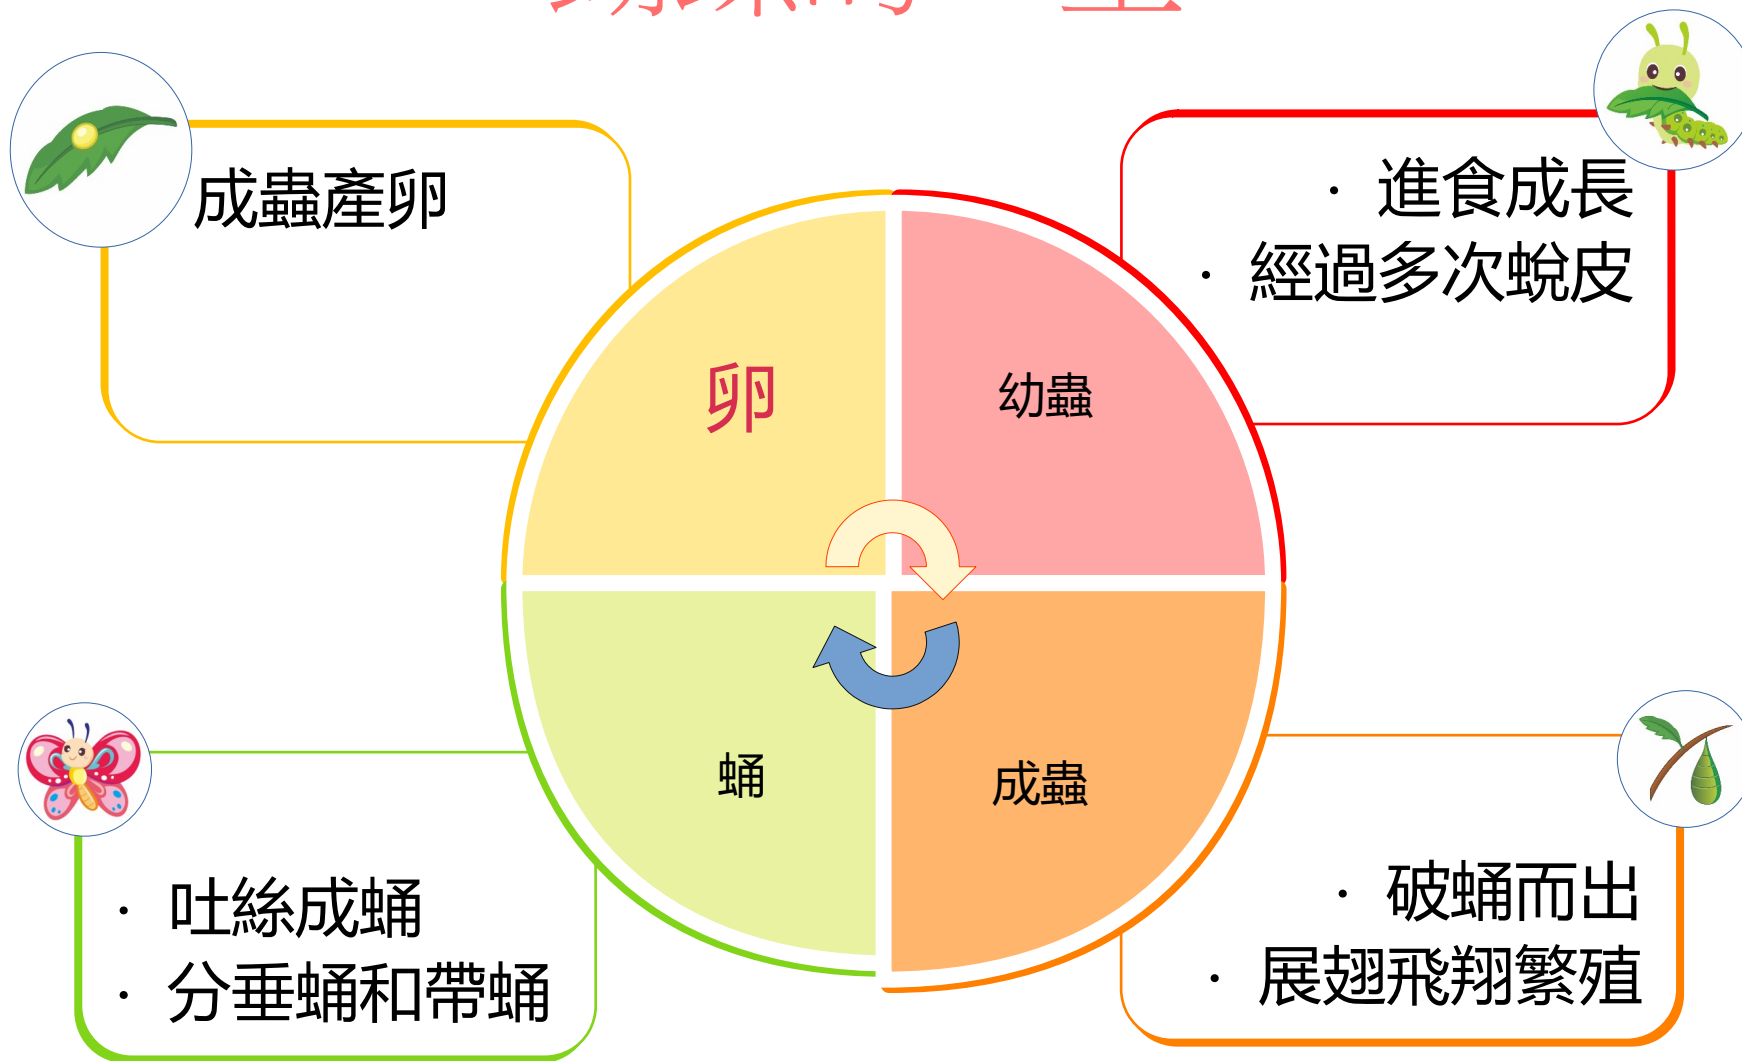 成蟲產卵
· 進食成長
· 經過多次蛻皮
卵
幼蟲
蛹
成蟲
· 吐絲成蛹
· 分垂蛹和帶蛹
· 破蛹而出
· 展翅飛翔繁殖